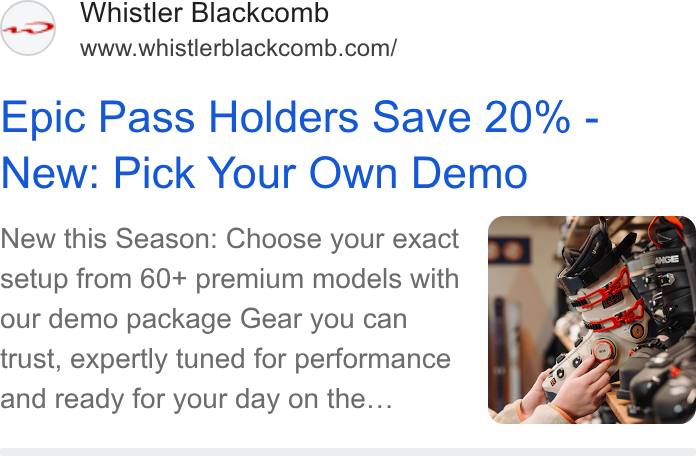 Whistler Blackcomb
www.whistlerblackcomb.com/
Epic Pass Holders Save 20% -
New: Pick Your Own Demo
New this Season: Choose your exact
setup from 60+ premium models with
our demo package Gear you can
trust, expertly tuned for performance
and ready for your day on the…